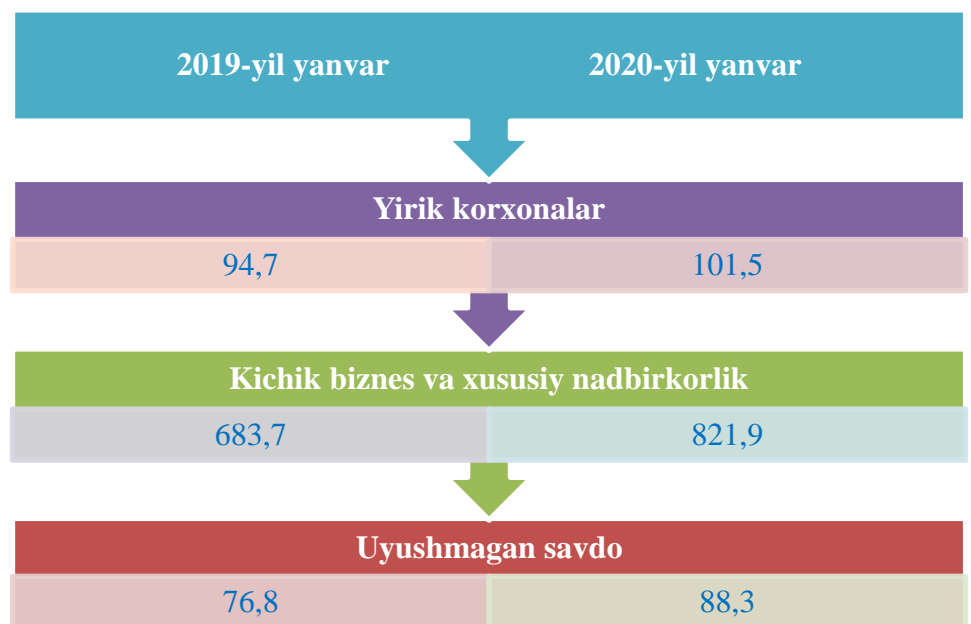 2019-yil yanvar 2020-yil yanvar
Yirik korxonalar
94,7 101,5
Kichik biznes va xususiy nadbirkorlik
683,7 821,9
Uyushmagan savdo
76,8 88,3